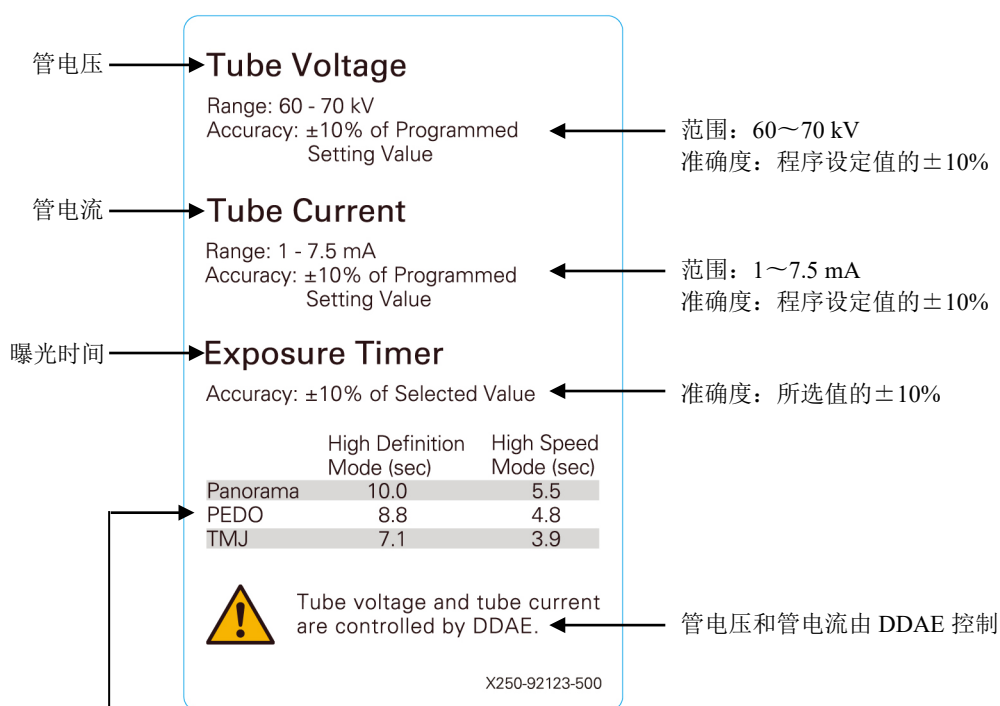 管电压
Tube Voltage
Range: 60 - 70 kV
Accuracy: ±10% of Programmed
Setting Value
范围：60～70 kV
准确度：程序设定值的±10%
管电流
Tube Current
Range: 1 - 7.5 mA
Accuracy: ±10% of Programmed
Setting Value
范围：1～7.5 mA
准确度：程序设定值的±10%
曝光时间
Exposure Timer
Accuracy: ±10% of Selected Value
准确度：所选值的±10%
High Definition High Speed
Mode (sec) Mode (sec)
Panorama 10.0 5.5
PEDO 8.8 4.8
TMJ 7.1 3.9
Tube voltage and tube current
are controlled by DDAE.
管电压和管电流由 DDAE 控制
X250-92123-500